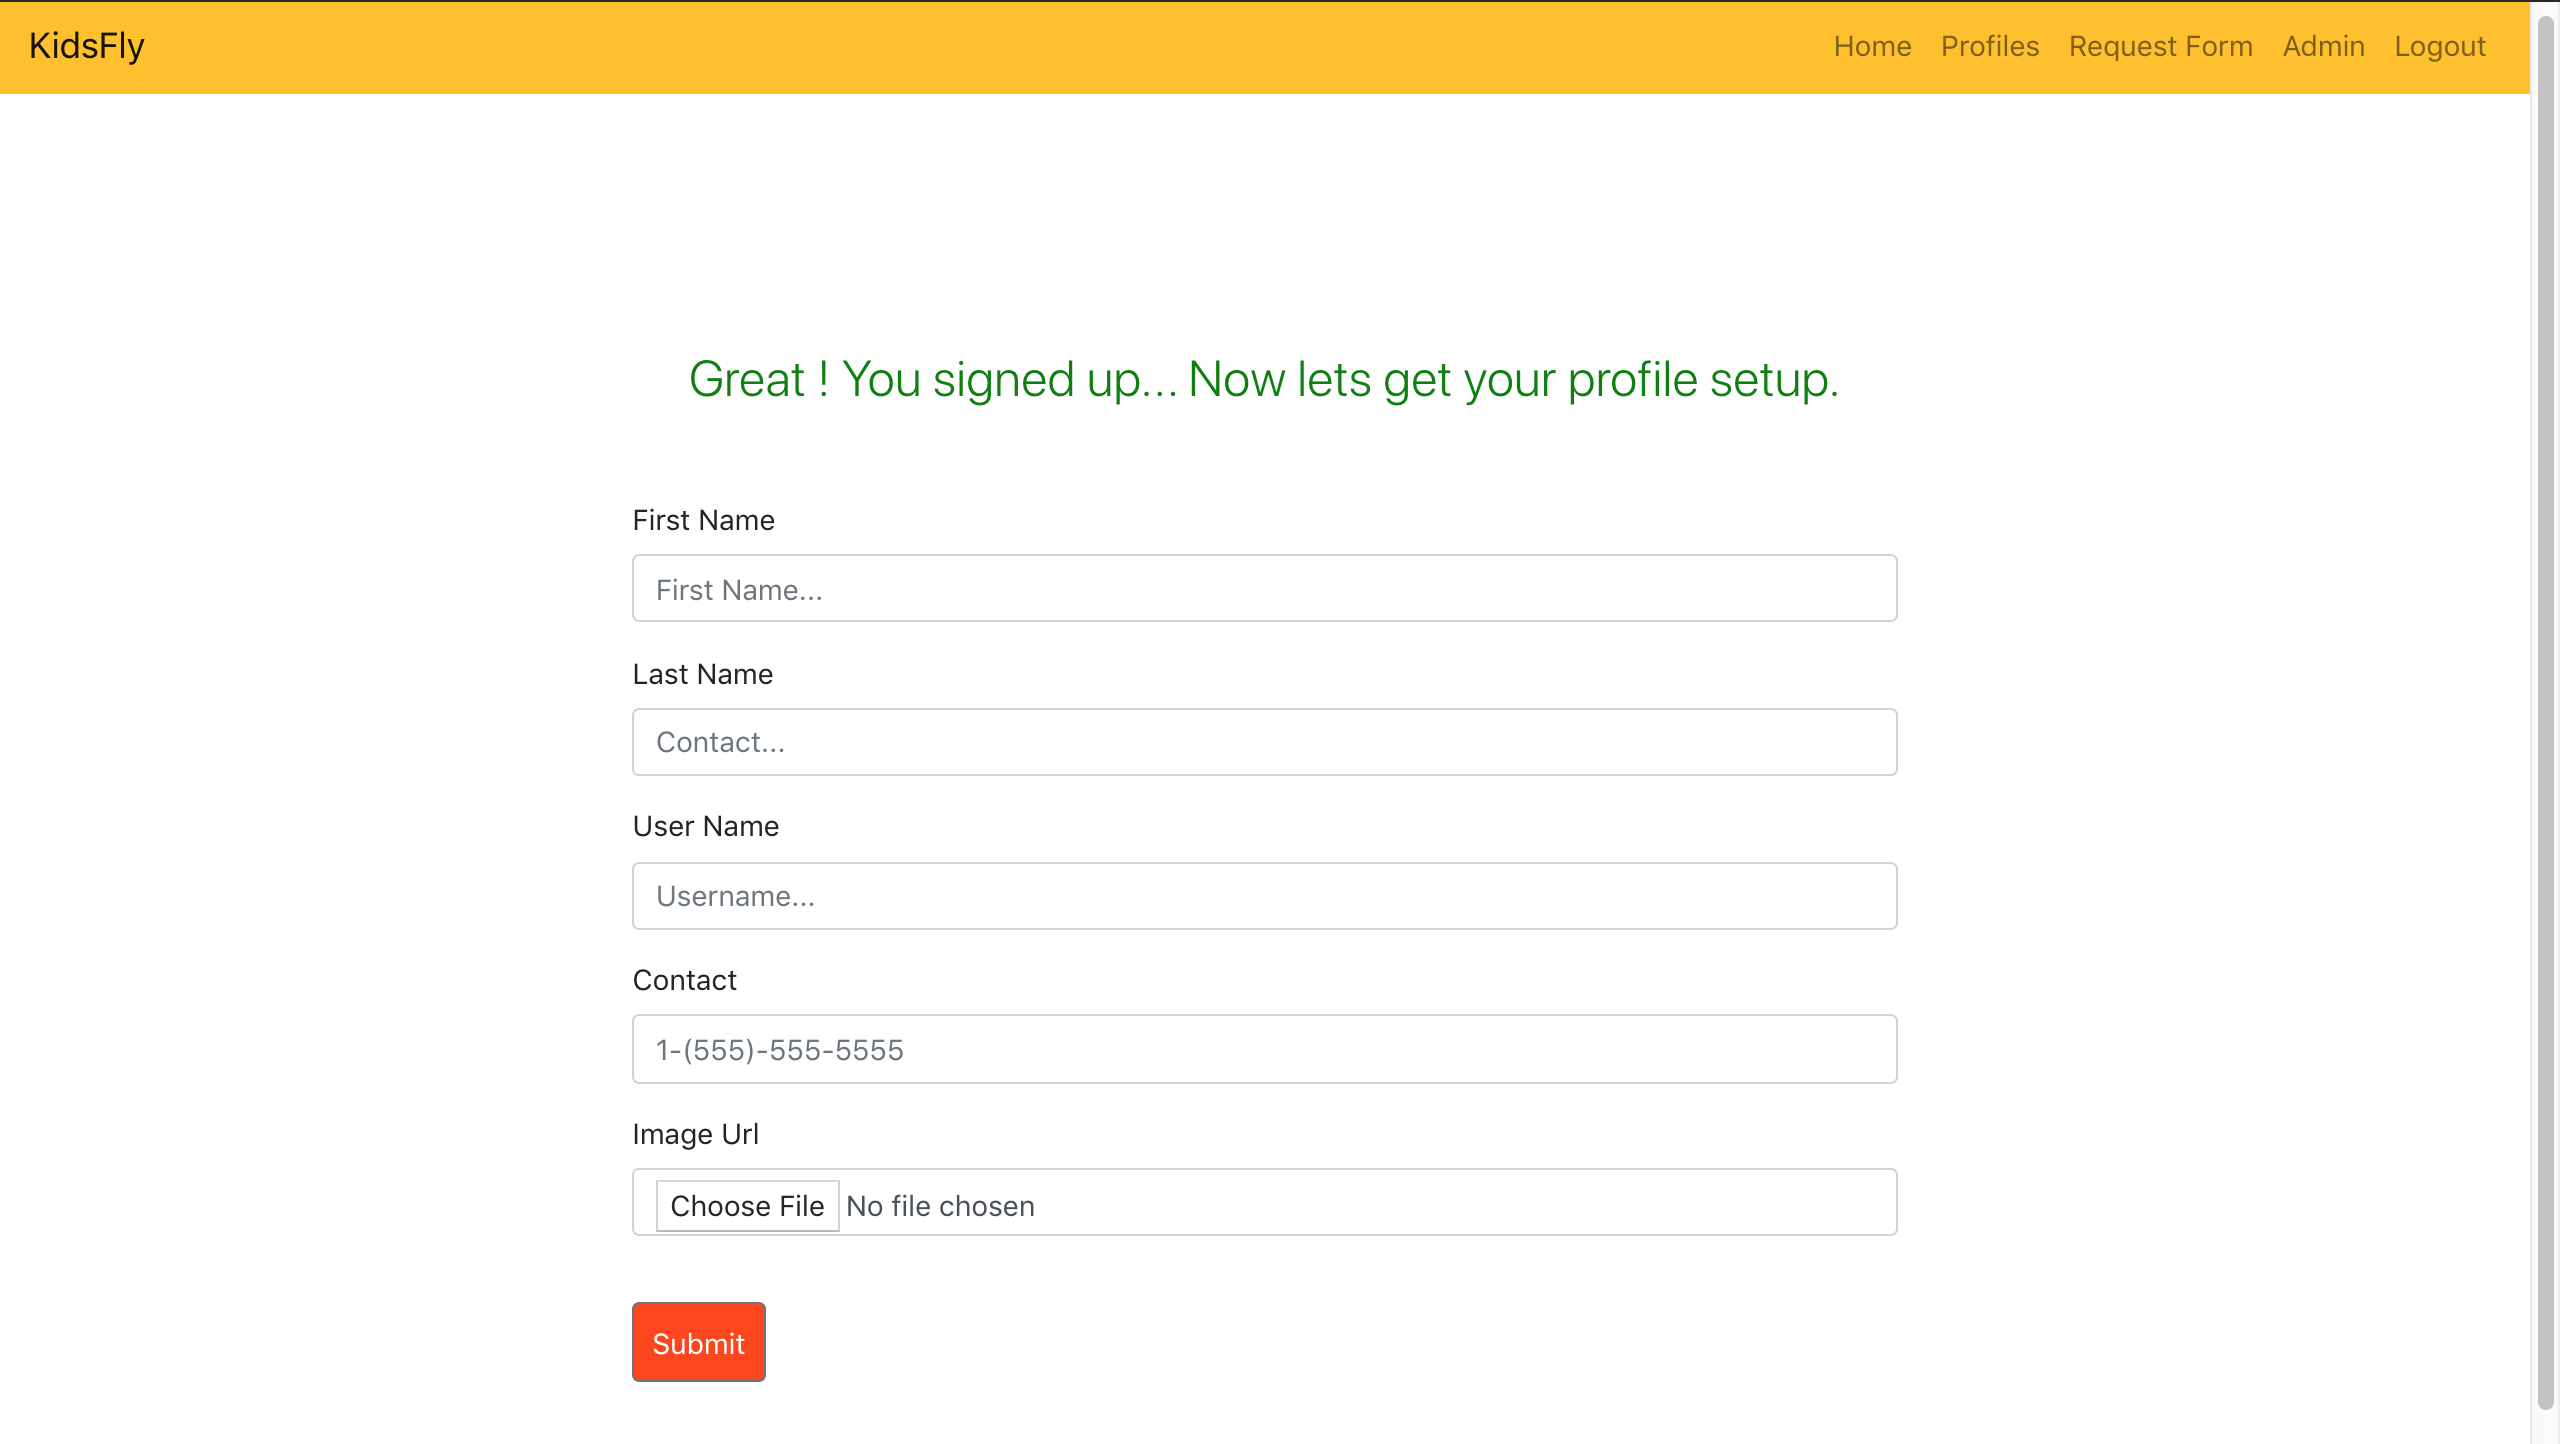 KidsFly
Home Profiles Request Form Admin Logout
Great ! You signed up... Now lets get your profile setup.
First Name
First Name...
Last Name
Contact...
User Name
Username...
Contact
1-(555)-555-5555
Image Url
Choose File No file chosen
Submit